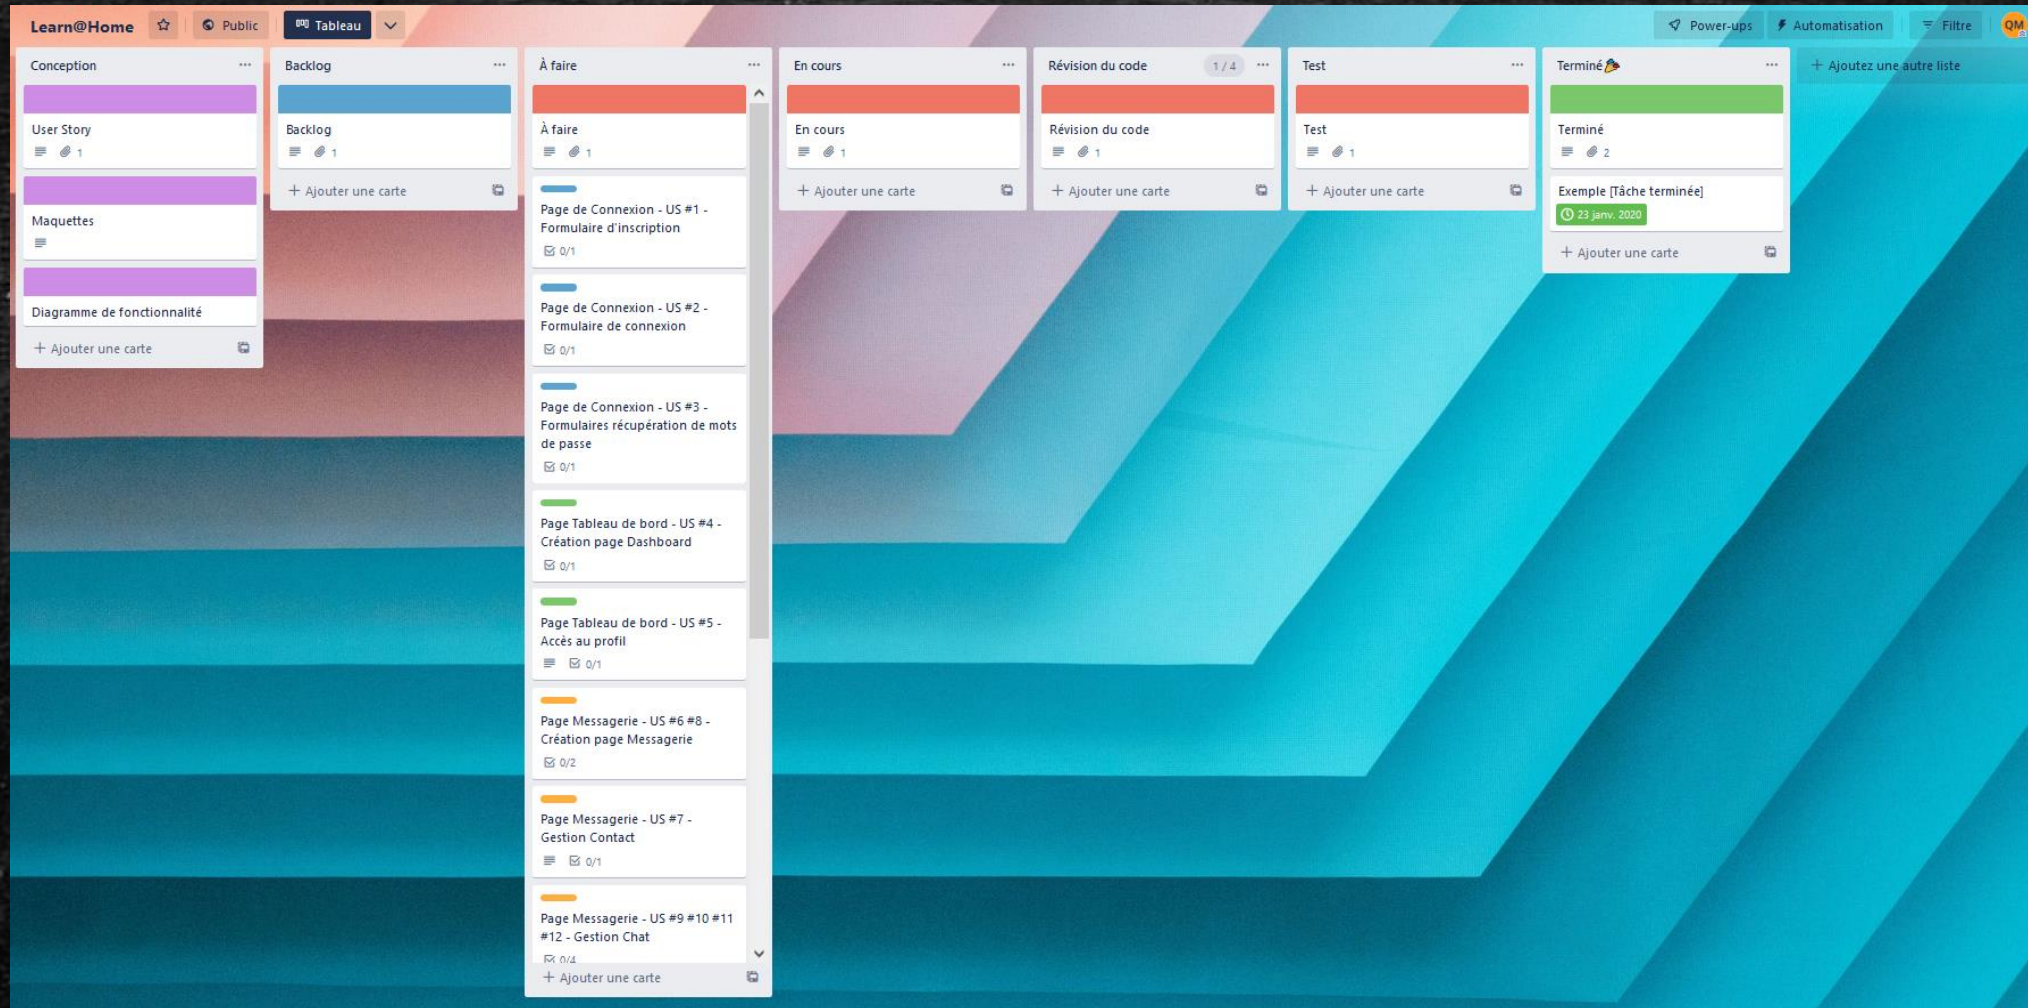 Learn@Home
Public
Tableau
Power-ups
Automatisation
Filtre
QM
Conception
User Story
1
Maquettes
Diagramme de fonctionnalité
+ Ajouter une carte
Backlog
Backlog
1
+ Ajouter une carte
À faire
À faire
1
Page de Connexion - US #1 -
Formulaire d'inscription
0/1
Page de Connexion - US #2 -
Formulaire de connexion
0/1
Page de Connexion - US #3 -
Formulaires récupération de mots
de passe
0/1
Page Tableau de bord - US #4 -
Création page Dashboard
0/1
Page Tableau de bord - US #5 -
Accès au profil
0/1
Page Messagerie - US #6 #8 -
Création page Messagerie
0/2
Page Messagerie - US #7 -
Gestion Contact
0/1
Page Messagerie - US #9 #10 #11
#12 - Gestion Chat
0/4
+ Ajouter une carte
En cours
En cours
1
+ Ajouter une carte
Révision du code
1 / 4
Révision du code
1
+ Ajouter une carte
Test
Test
1
+ Ajouter une carte
Terminé
Terminé
2
Exemple [Tâche terminée]
23 janv. 2020
+ Ajouter une carte
+ Ajoutez une autre liste